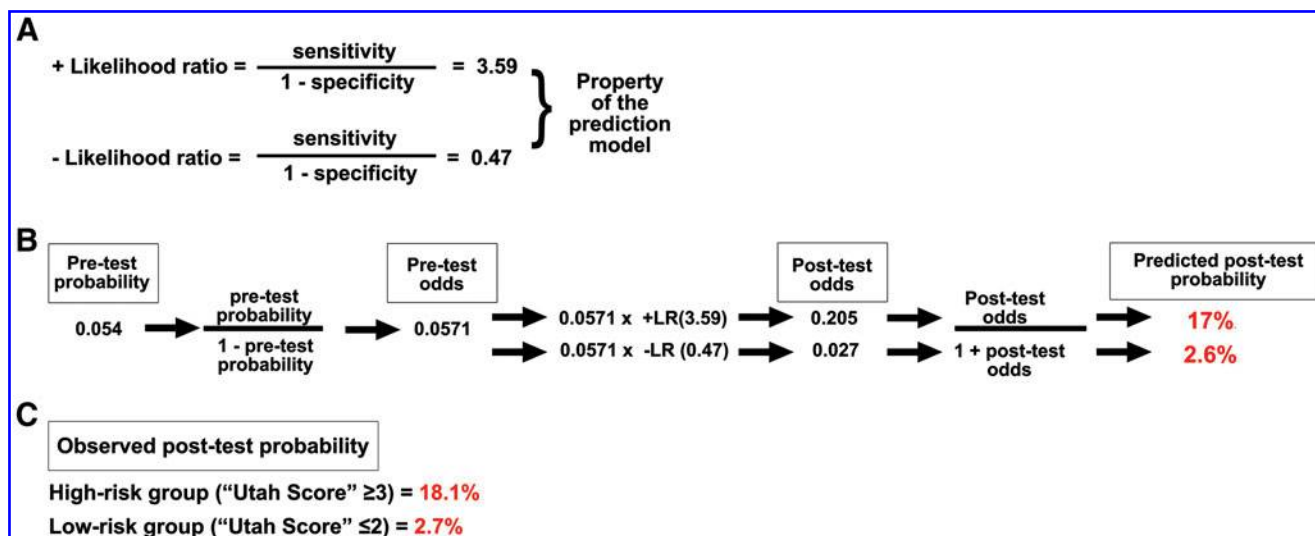 A
+ Likelihood ratio = sensitivity / 1 - specificity = 3.59
- Likelihood ratio = sensitivity / 1 - specificity = 0.47
} Property
of the
prediction
model
B
Pre-test
probability
0.054
pre-test
probability
1 - pre-test
probability
Pre-test
odds
0.0571
0.0571 x +LR(3.59)
0.0571 x -LR (0.47)
Post-test
odds
0.205
0.027
Post-test
odds
1 + post-test
odds
Predicted post-test
probability
17%
2.6%
C
Observed post-test probability
High-risk group (“Utah Score” ≥3) = 18.1%
Low-risk group (“Utah Score” ≤2) = 2.7%